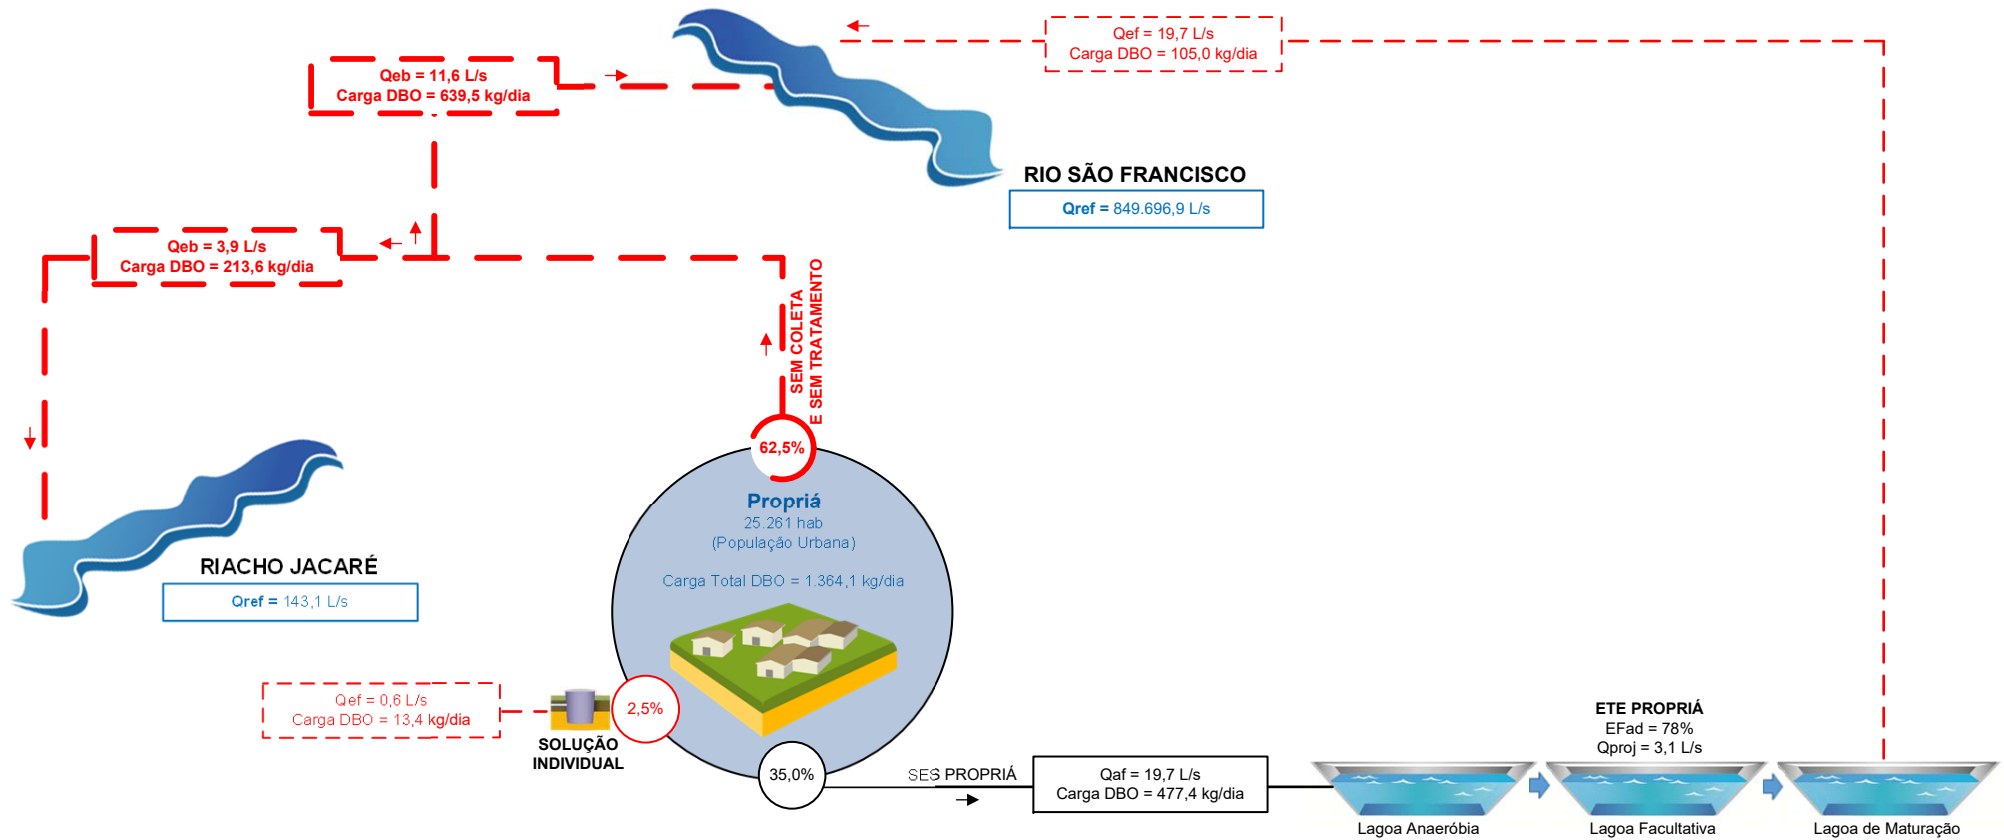 Qef = 19,7 L/s
Carga DBO = 105,0 kg/dia
Qeb = 11,6 L/s
Carga DBO = 639,5 kg/dia
RIO SÃO FRANCISCO
Qref = 849.696,9 L/s
Qeb = 3,9 L/s
Carga DBO = 213,6 kg/dia
SEM COLETA
E SEM TRATAMENTO
62,5%
Propriá
25.261 hab
(População Urbana)
Carga Total DBO = 1.364,1 kg/dia
RIACHO JACARÉ
Qref = 143,1 L/s
Qef = 0,6 L/s
Carga DBO = 13,4 kg/dia
2,5%
SOLUÇÃO
INDIVIDUAL
35,0%
SES PROPRIÁ
Qaf = 19,7 L/s
Carga DBO = 477,4 kg/dia
ETE PROPRIÁ
EFad = 78%
Qproj = 3,1 L/s
Lagoa Anaeróbia
Lagoa Facultativa
Lagoa de Maturação